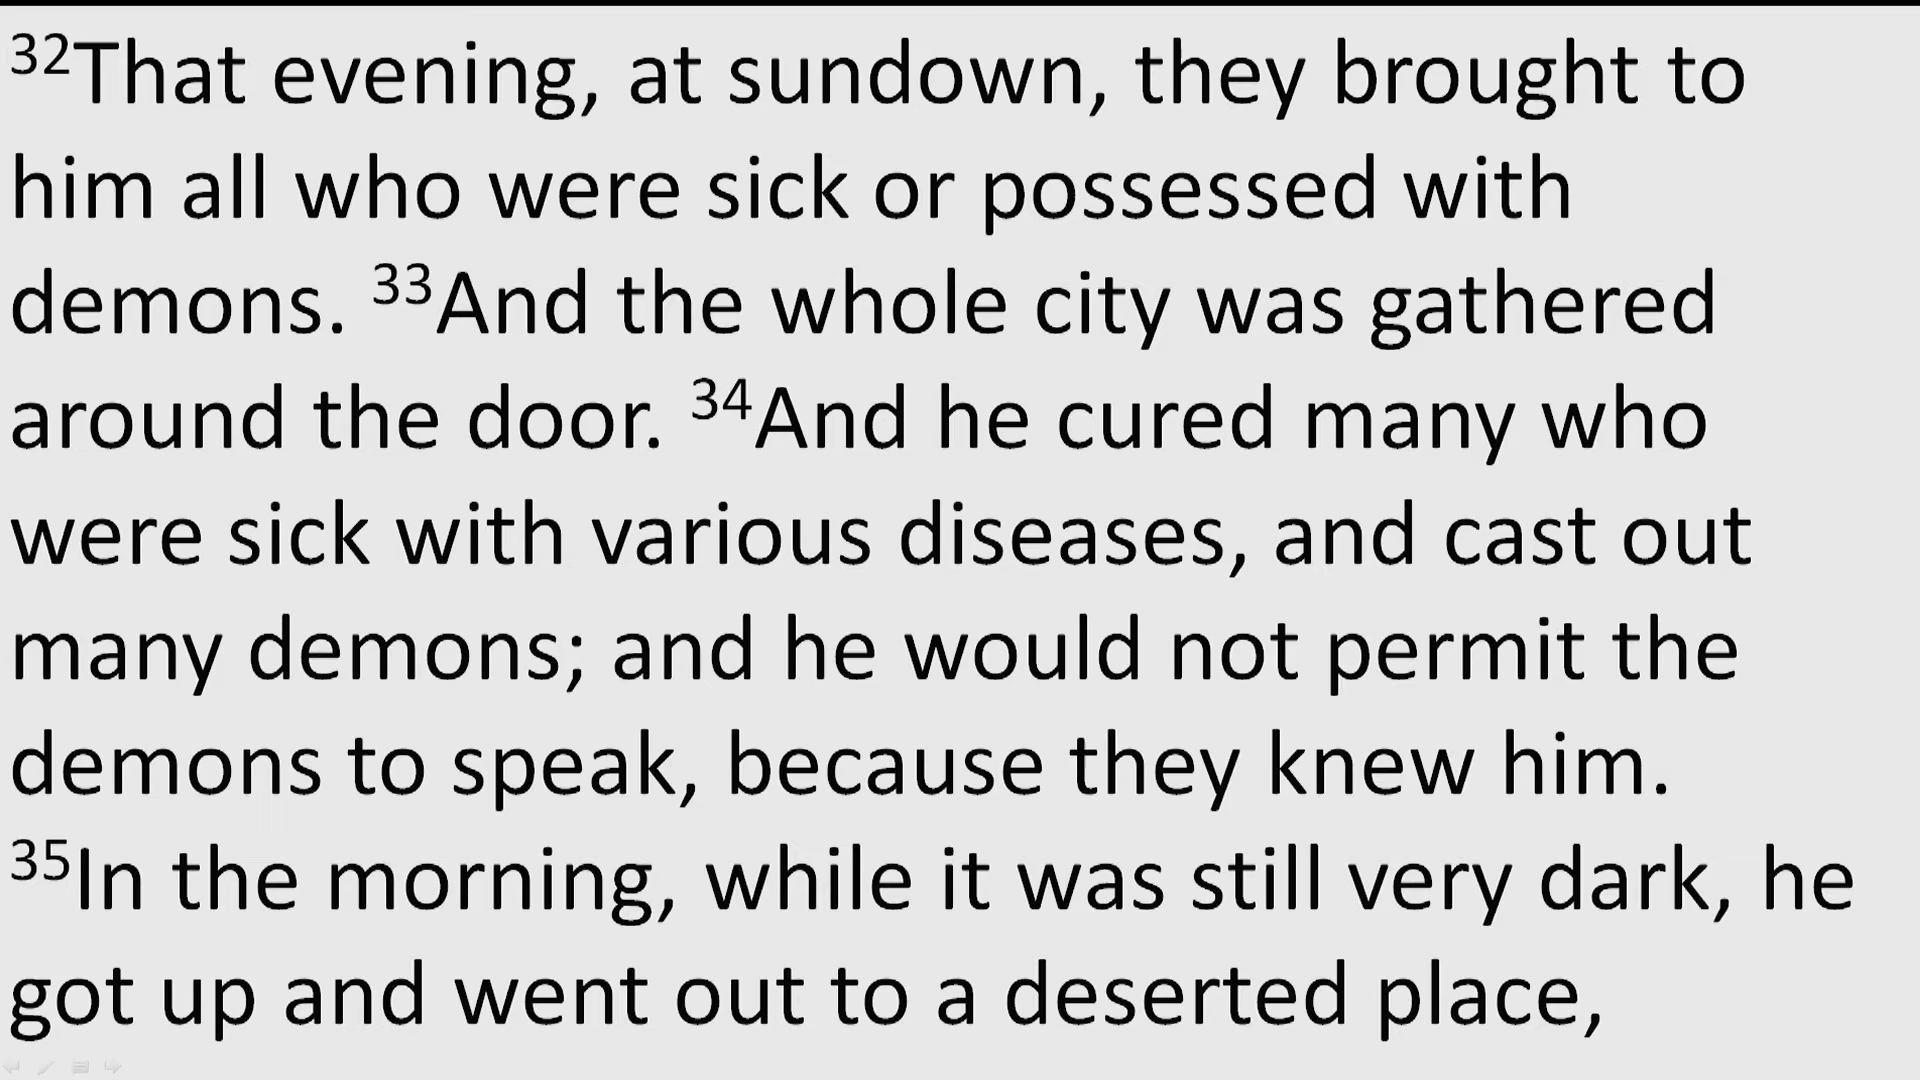 32That evening, at sundown, they brought to
him all who were sick or possessed with
demons. 33And the whole city was gathered
around the door. 34And he cured many who
were sick with various diseases, and cast out
many demons; and he would not permit the
demons to speak, because they knew him.
35In the morning, while it was still very dark, he
got up and went out to a deserted place,